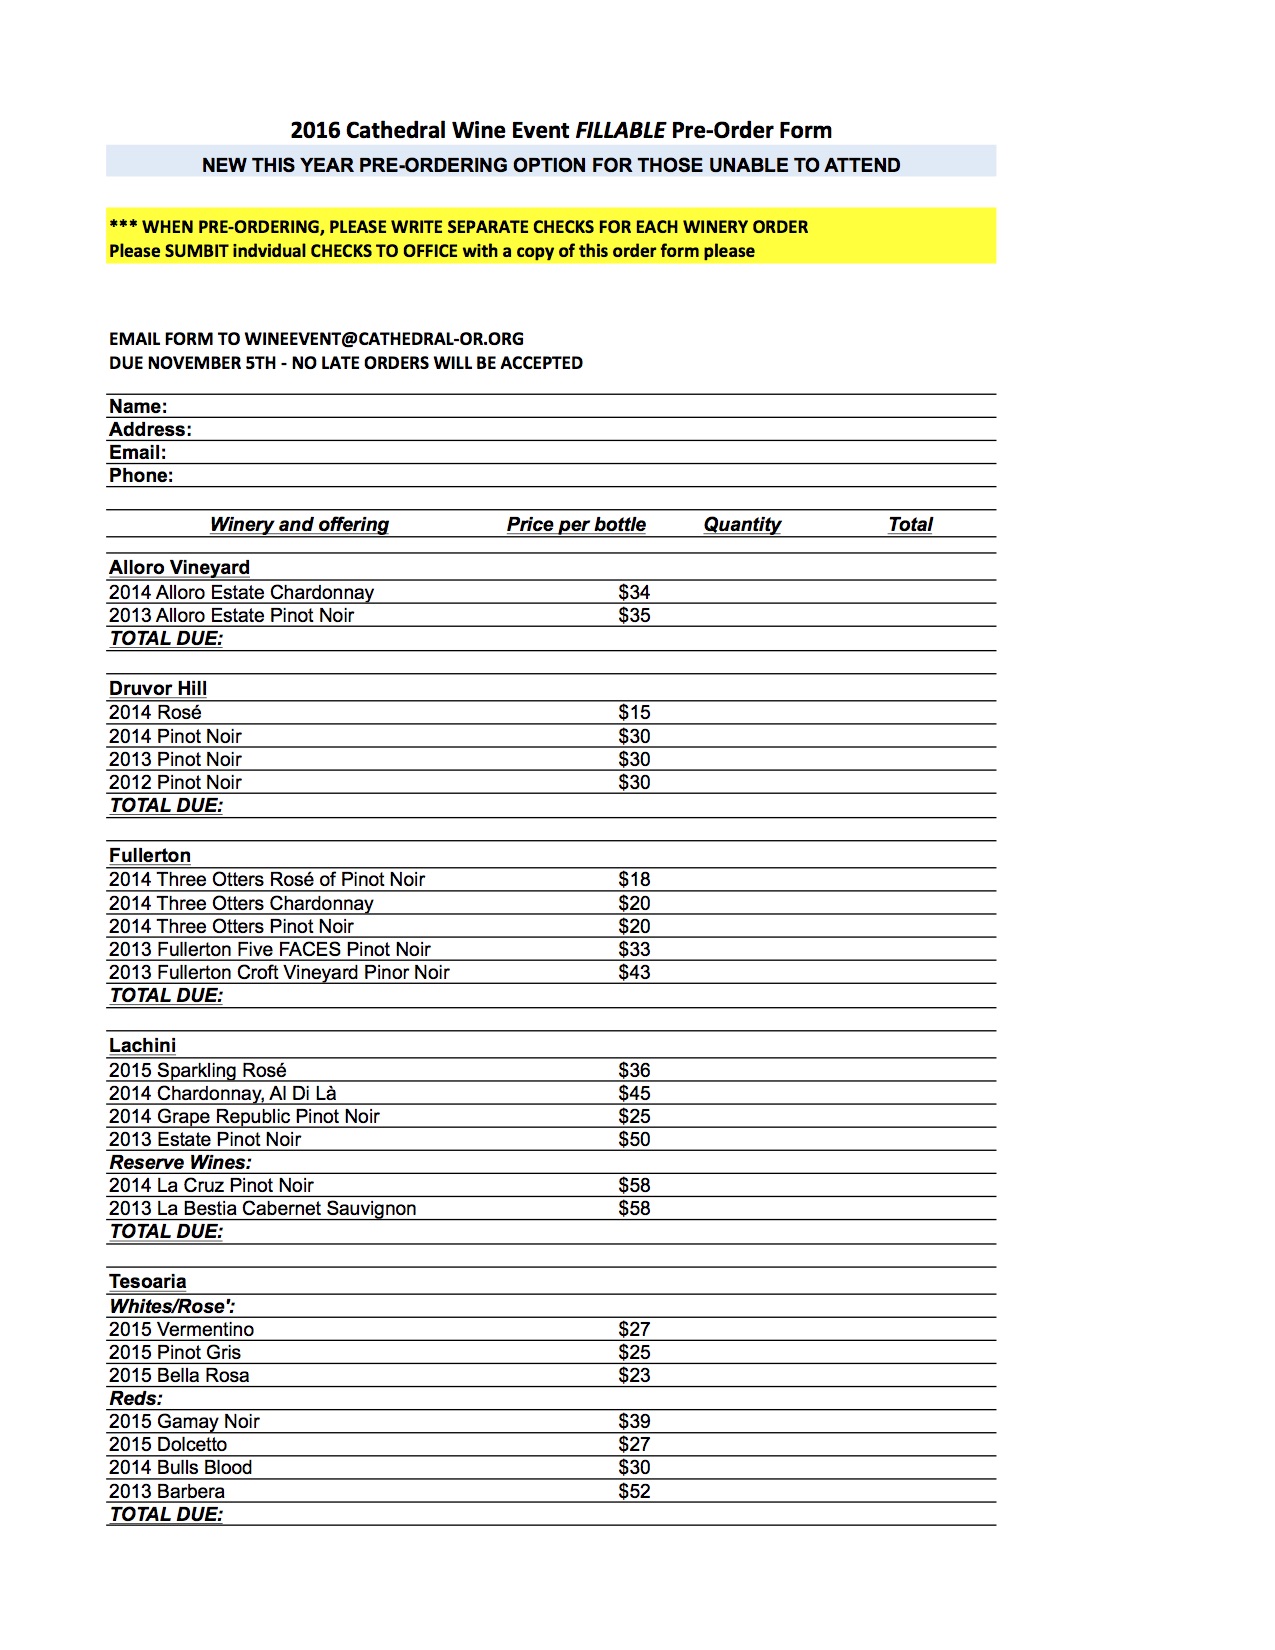 2016 Cathedral Wine Event FILLABLE Pre-Order Form
NEW THIS YEAR PRE-ORDERING OPTION FOR THOSE UNABLE TO ATTEND
*** WHEN PRE-ORDERING, PLEASE WRITE SEPARATE CHECKS FOR EACH WINERY ORDER
Please SUMBIT indvidual CHECKS TO OFFICE with a copy of this order form please
EMAIL FORM TO WINEEVENT@CATHEDRAL-OR.ORG
DUE NOVEMBER 5TH - NO LATE ORDERS WILL BE ACCEPTED
Name:
Address:
Email:
Phone:
Winery and offering Price per bottle Quantity Total
Alloro Vineyard
2014 Alloro Estate Chardonnay $34
2013 Alloro Estate Pinot Noir $35
TOTAL DUE:
Druvor Hill
2014 Rosé $15
2014 Pinot Noir $30
2013 Pinot Noir $30
2012 Pinot Noir $30
TOTAL DUE:
Fullerton
2014 Three Otters Rosé of Pinot Noir $18
2014 Three Otters Chardonnay $20
2014 Three Otters Pinot Noir $20
2013 Fullerton Five FACES Pinot Noir $33
2013 Fullerton Croft Vineyard Pinor Noir $43
TOTAL DUE:
Lachini
2015 Sparkling Rosé $36
2014 Chardonnay, Al Di Là $45
2014 Grape Republic Pinot Noir $25
2013 Estate Pinot Noir $50
Reserve Wines:
2014 La Cruz Pinot Noir $58
2013 La Bestia Cabernet Sauvignon $58
TOTAL DUE:
Tesoaria
Whites/Rose':
2015 Vermentino $27
2015 Pinot Gris $25
2015 Bella Rosa $23
Reds:
2015 Gamay Noir $39
2015 Dolcetto $27
2014 Bulls Blood $30
2013 Barbera $52
TOTAL DUE: